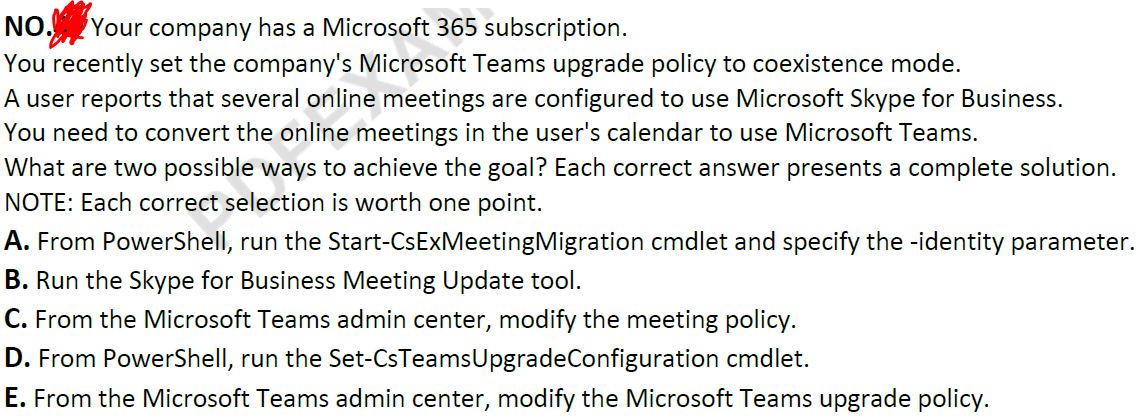 NO. Your company has a Microsoft 365 subscription.
You recently set the company's Microsoft Teams upgrade policy to coexistence mode.
A user reports that several online meetings are configured to use Microsoft Skype for Business.
You need to convert the online meetings in the user's calendar to use Microsoft Teams.
What are two possible ways to achieve the goal? Each correct answer presents a complete solution.
NOTE: Each correct selection is worth one point.
A. From PowerShell, run the Start-CsExMeetingMigration cmdlet and specify the -identity parameter.
B. Run the Skype for Business Meeting Update tool.
C. From the Microsoft Teams admin center, modify the meeting policy.
D. From PowerShell, run the Set-CsTeamsUpgradeConfiguration cmdlet.
E. From the Microsoft Teams admin center, modify the Microsoft Teams upgrade policy.
PDFEXAM